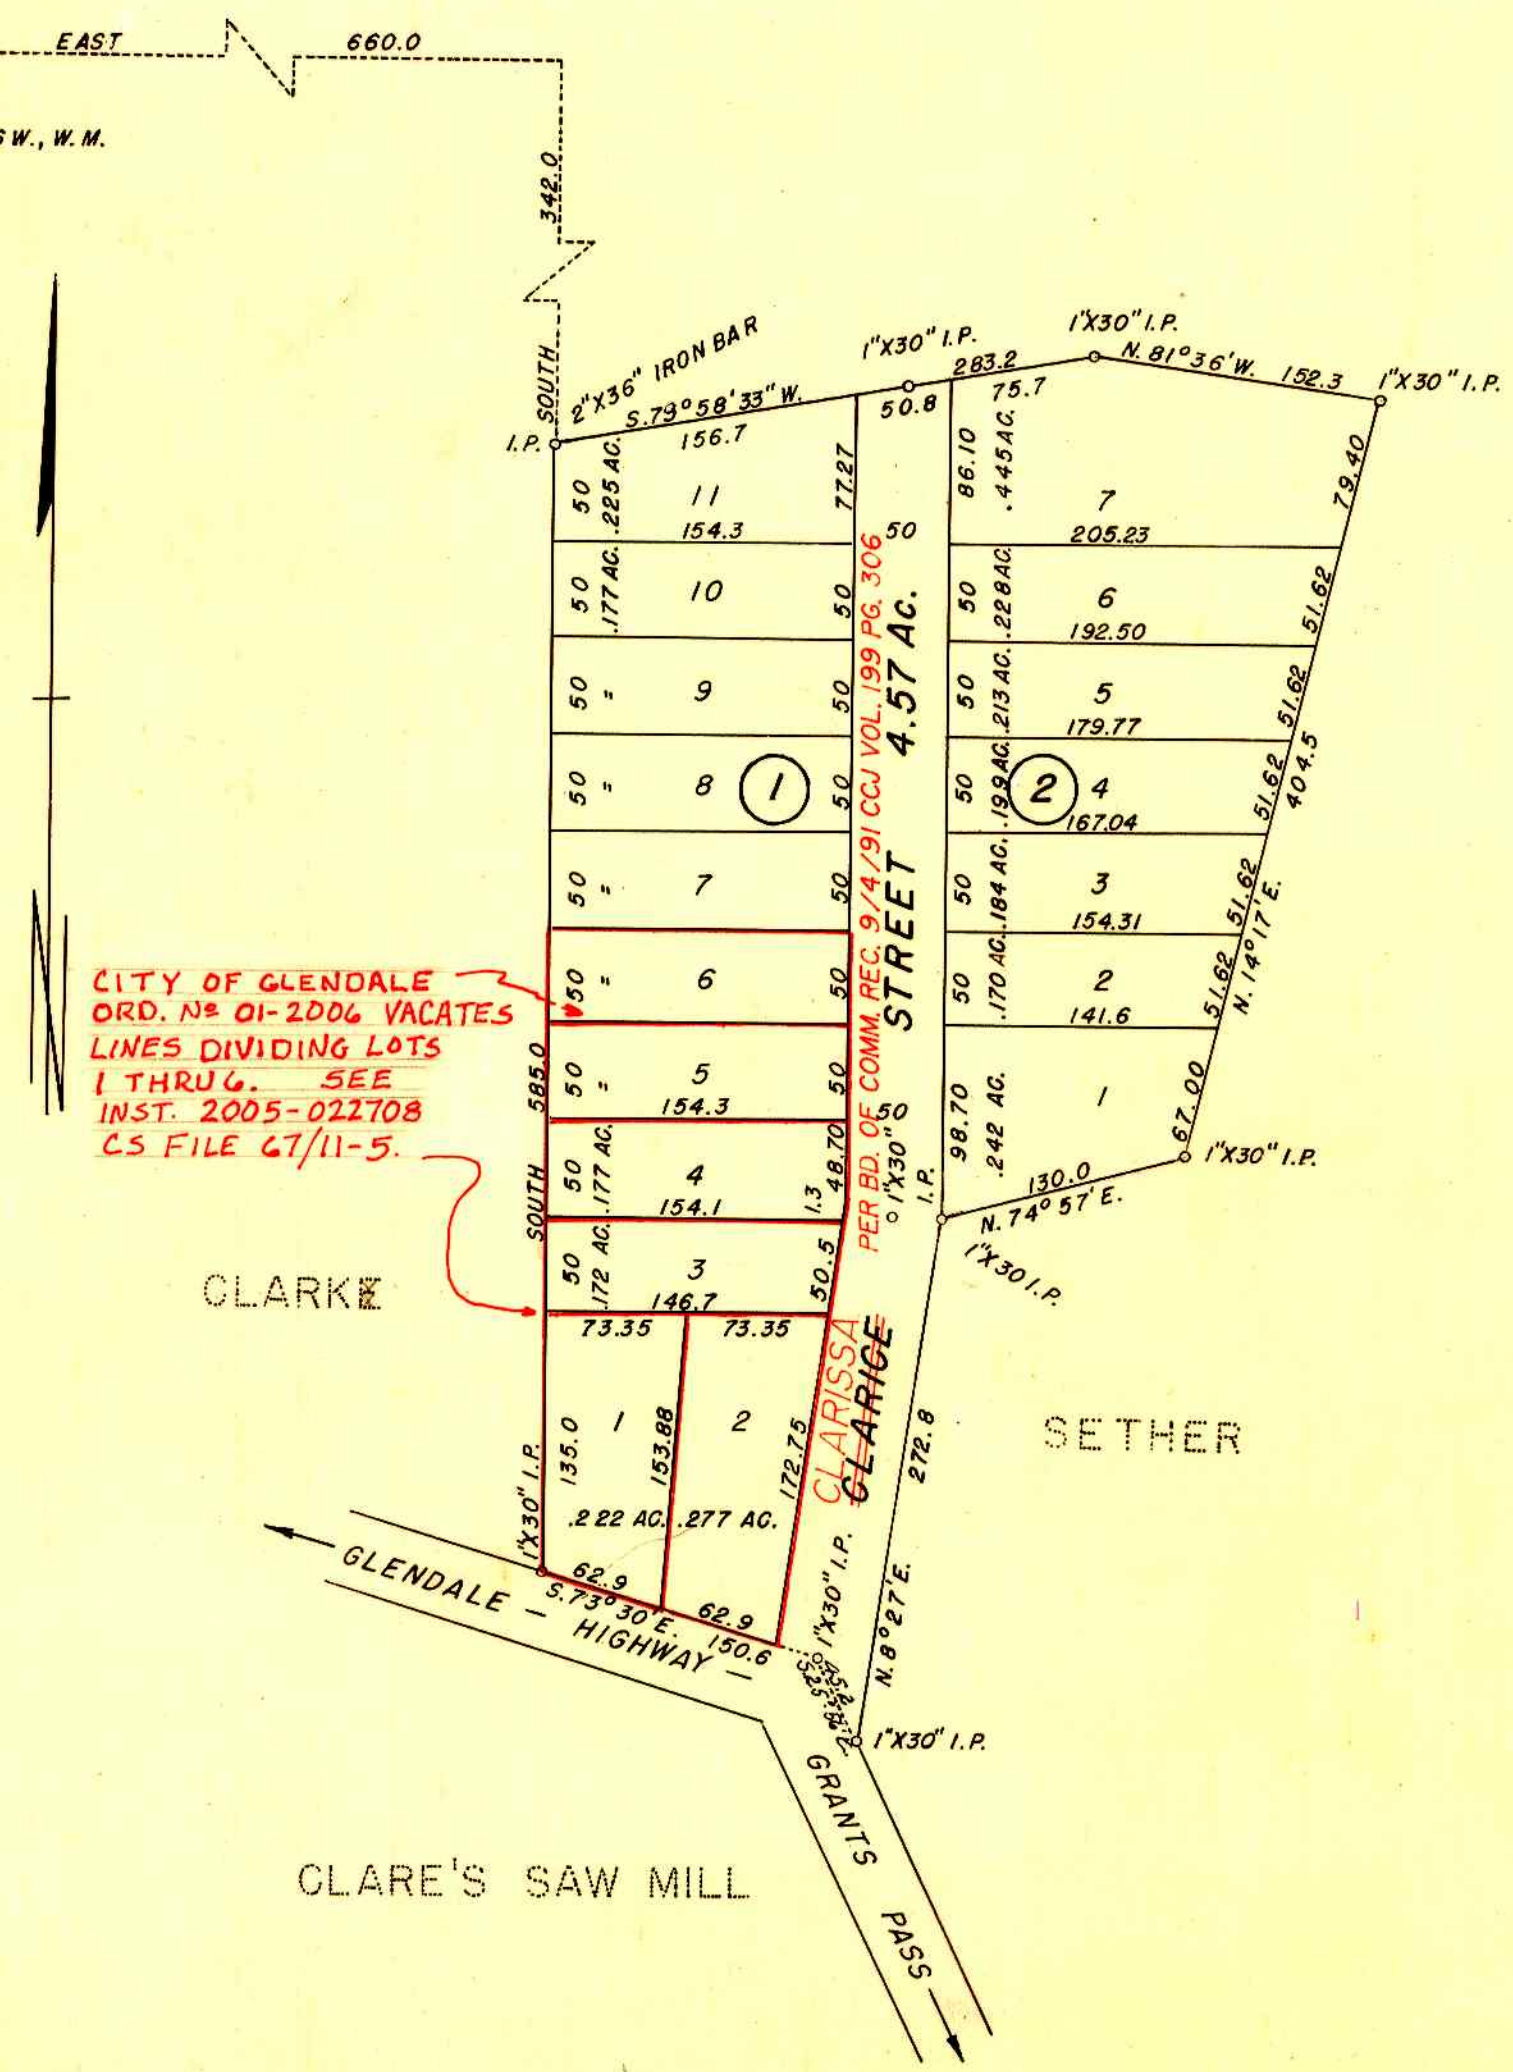 EAST
660.0
6 W., W. M.
342.0
SOUTH
2"X36" IRON BAR
S.79°58'33" W.
156.7
I.P.
1"X30" I.P.
283.2
50.8
75.7
1"X30" I.P.
N. 81°36' W.
152.3
1"X30" I.P.
50
.225 AC.
11
77.27
154.3
50
.177 AC.
10
50
50
"
9
50
50
"
8
50
1
50
"
7
50
50
"
6
50
50
"
5
50
154.3
50
.177 AC.
4
48.70
1.3
154.1
50
.172 AC.
3
50.5
146.7
73.35
73.35
135.0
1
153.88
2
172.75
.222 AC.
.277 AC.
62.9
62.9
S.73°30'E.
150.6
SOUTH 585.0
1"X30" I.P.
CITY OF GLENDALE
ORD. Nº 01-2006 VACATES
LINES DIVIDING LOTS
1 THRU 6. SEE
INST. 2005-022708
CS FILE 67/11-5.
50
50
CLARICE STREET 4.57 AC.
CLARISSA
PER BD. OF COMM. REC. 9/4/91 CCJ VOL. 199 PG. 306
1"X30"
I.P.
86.10
.445 AC.
7
79.40
205.23
50
.228 AC.
6
51.62
192.50
50
.213 AC.
5
51.62
179.77
50
.199 AC.
2
4
51.62
167.04
404.5
50
.184 AC.
3
51.62
154.31
N. 14°17' E.
50
.170 AC.
2
51.62
141.6
98.70
.242 AC.
1
67.00
1"X30" I.P.
130.0
N. 74°57' E.
1"X30 I.P.
272.8
N. 8°27' E.
1"X30" I.P.
1"X30" I.P.
CLARKE
SETHER
GLENDALE - HIGHWAY -
GRANTS PASS
CLARE'S SAW MILL
N